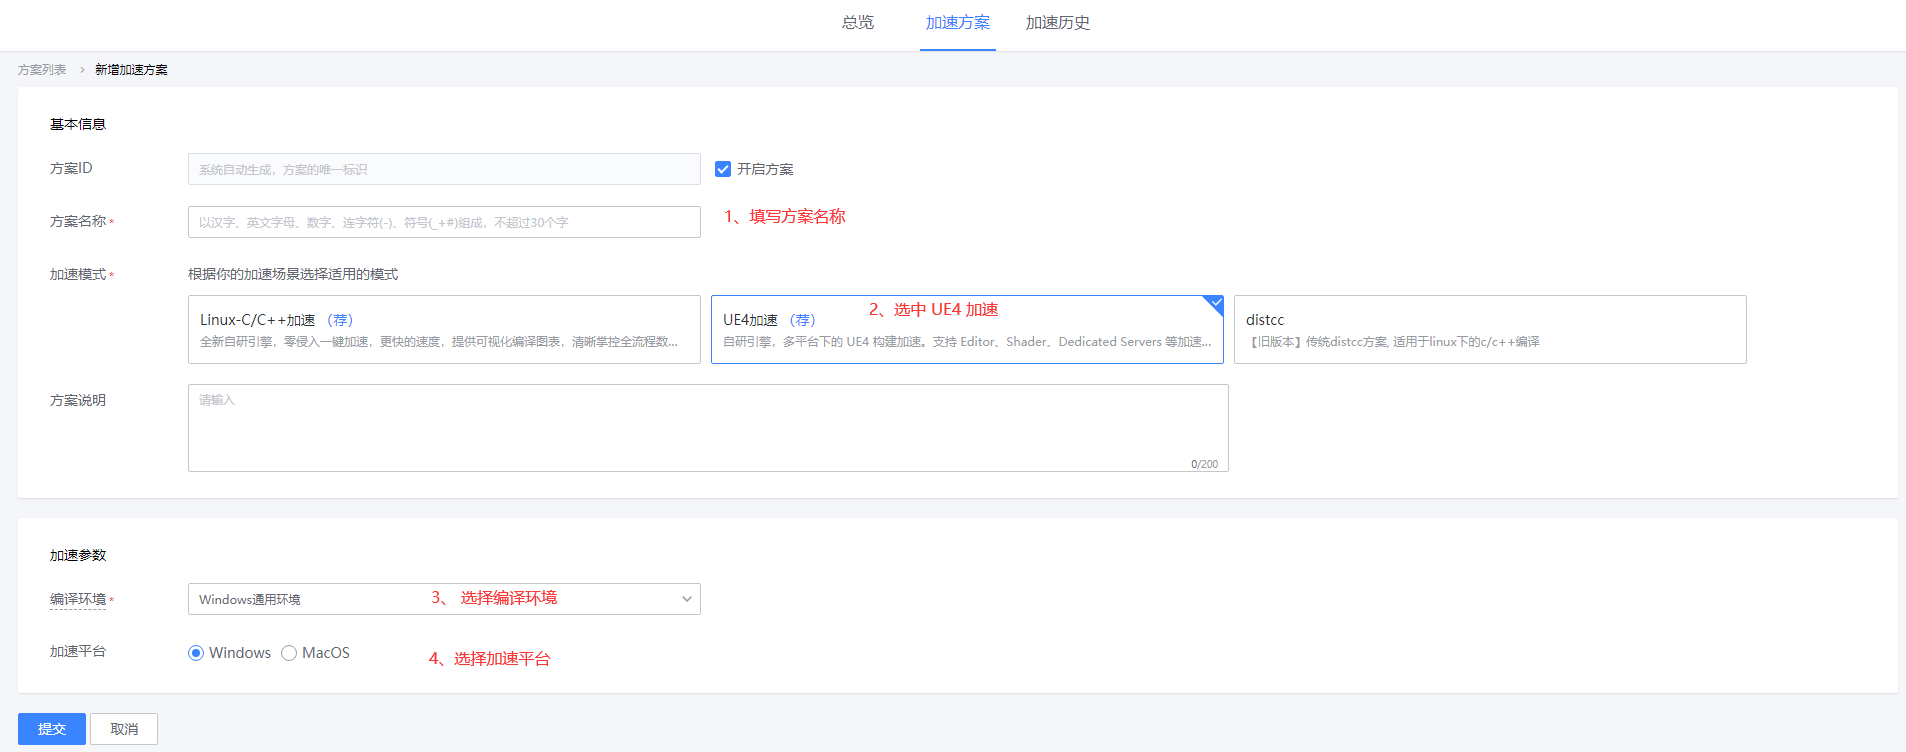 总览 加速方案 加速历史
方案列表 › 新增加速方案
基本信息
方案ID 系统自动生成，方案的唯一标识 开启方案
方案名称 * 以汉字、英文字母、数字、连字符(-)、符号(_+#)组成，不超过30个字 1、填写方案名称
加速模式 * 根据你的加速场景选择适用的模式
Linux-C/C++加速 （荐）
全新自研引擎，零侵入一键加速，更快的速度，提供可视化编译图表，清晰掌控全流程数...
UE4加速 （荐） 2、选中 UE4 加速
自研引擎，多平台下的 UE4 构建加速。支持 Editor、Shader、Dedicated Servers 等加速...
distcc
【旧版本】传统distcc方案, 适用于linux下的c/c++编译
方案说明 请输入
0/200
加速参数
编译环境 * Windows通用环境 3、 选择编译环境
加速平台 Windows MacOS 4、选择加速平台
提交 取消